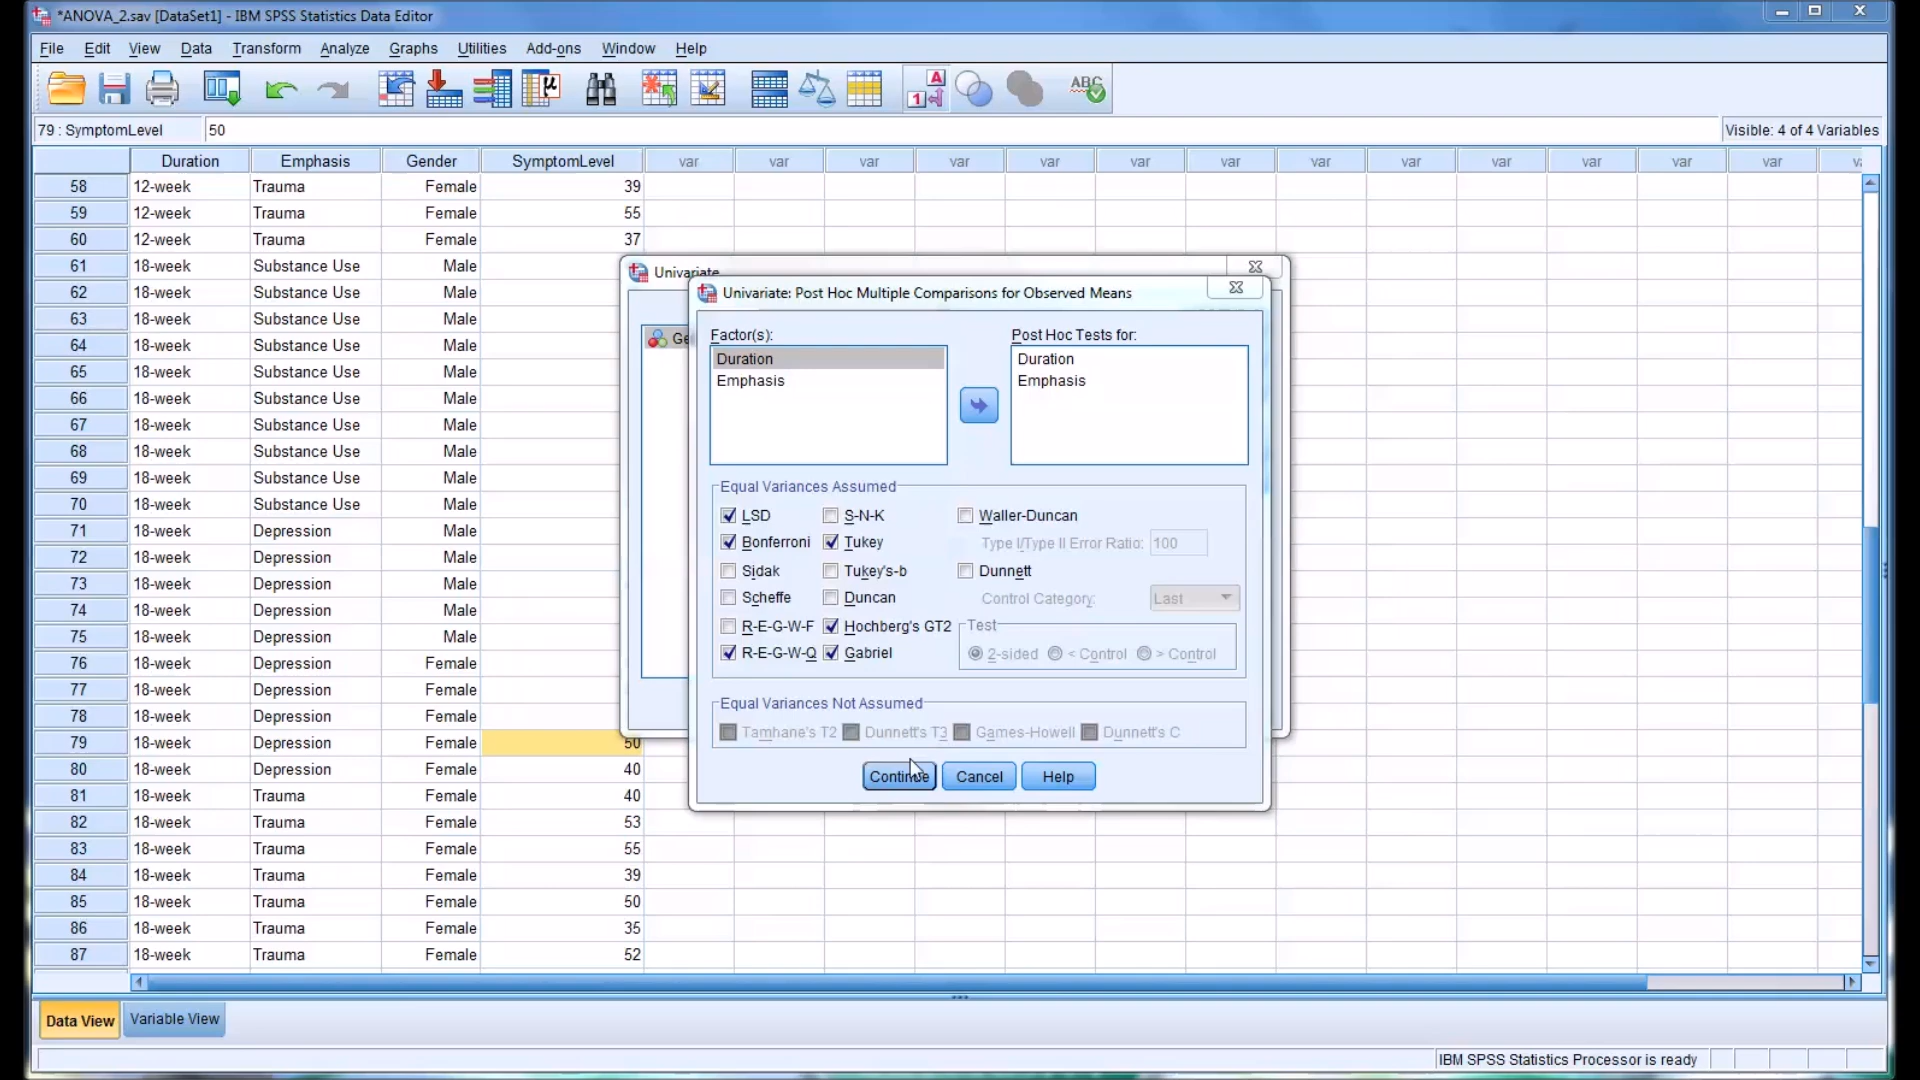 *ANOVA_2.sav [DataSet1] - IBM SPSS Statistics Data Editor
File Edit View Data Transform Analyze Graphs Utilities Add-ons Window Help
79 : SymptomLevel 50 Visible: 4 of 4 Variables
Duration Emphasis Gender SymptomLevel var var var var var var var var var var var var var
58 12-week Trauma Female 39
59 12-week Trauma Female 55
60 12-week Trauma Female 37
61 18-week Substance Use Male
62 18-week Substance Use Male
63 18-week Substance Use Male
64 18-week Substance Use Male
65 18-week Substance Use Male
66 18-week Substance Use Male
67 18-week Substance Use Male
68 18-week Substance Use Male
69 18-week Substance Use Male
70 18-week Substance Use Male
71 18-week Depression Male
72 18-week Depression Male
73 18-week Depression Male
74 18-week Depression Male
75 18-week Depression Male
76 18-week Depression Female
77 18-week Depression Female
78 18-week Depression Female
79 18-week Depression Female 50
80 18-week Depression Female 40
81 18-week Trauma Female 40
82 18-week Trauma Female 53
83 18-week Trauma Female 55
84 18-week Trauma Female 39
85 18-week Trauma Female 50
86 18-week Trauma Female 35
87 18-week Trauma Female 52
Univariate
Ge
Univariate: Post Hoc Multiple Comparisons for Observed Means
Factor(s): Post Hoc Tests for:
Duration Duration
Emphasis Emphasis
Equal Variances Assumed
LSD S-N-K Waller-Duncan
Bonferroni Tukey Type I/Type II Error Ratio: 100
Sidak Tukey's-b Dunnett
Scheffe Duncan Control Category: Last
R-E-G-W-F Hochberg's GT2 Test
R-E-G-W-Q Gabriel 2-sided < Control > Control
Equal Variances Not Assumed
Tamhane's T2 Dunnett's T3 Games-Howell Dunnett's C
Continue Cancel Help
Data View Variable View
IBM SPSS Statistics Processor is ready